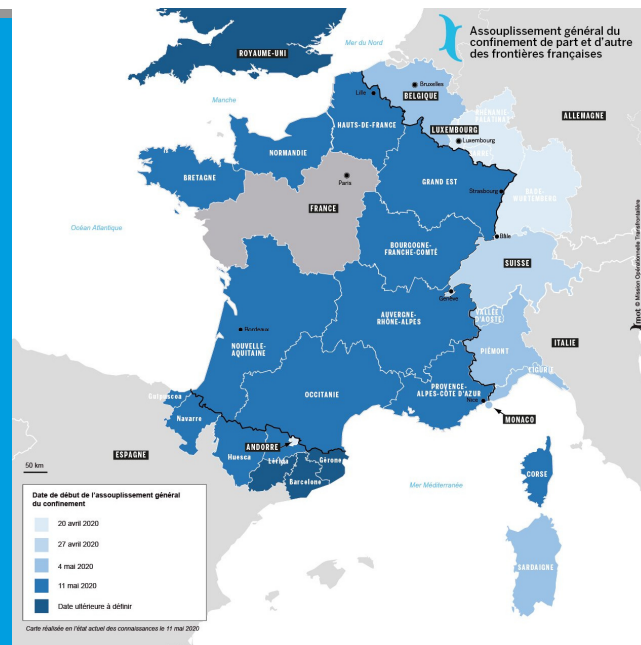 Assouplissement général du
confinement de part et d'autre
des frontières françaises
Mer du Nord
ROYAUME-UNI
Manche
Bruxelles
BELGIQUE
Lille
RHÉNANIE-
PALATINAT
ALLEMAGNE
HAUTS-DE-FRANCE
LUXEMBOURG
Luxembourg
NORMANDIE
BRETAGNE
Paris
GRAND EST
Strasbourg
BADE-
WURTEMBERG
FRANCE
Océan Atlantique
Bâle
BOURGOGNE-
FRANCHE-COMTÉ
SUISSE
Genève
AUVERGNE-
RHÔNE-ALPES
VALLÉE
D'AOSTE
Bordeaux
NOUVELLE-
AQUITAINE
PIÉMONT
ITALIE
LIGURIE
OCCITANIE
PROVENCE-
ALPES-CÔTE D'AZUR
Nice
MONACO
Guipuscoa
Navarre
ANDORRE
ESPAGNE
Huesca
Lérida
Gérone
Barcelone
CORSE
Mer Méditerranée
SARDAIGNE
50 km
Date de début de l'assouplissement général
du confinement
20 avril 2020
27 avril 2020
4 mai 2020
11 mai 2020
Date ultérieure à définir
Carte réalisée en l'état actuel des connaissances le 11 mai 2020
mot © Mission Opérationnelle Transfrontalière